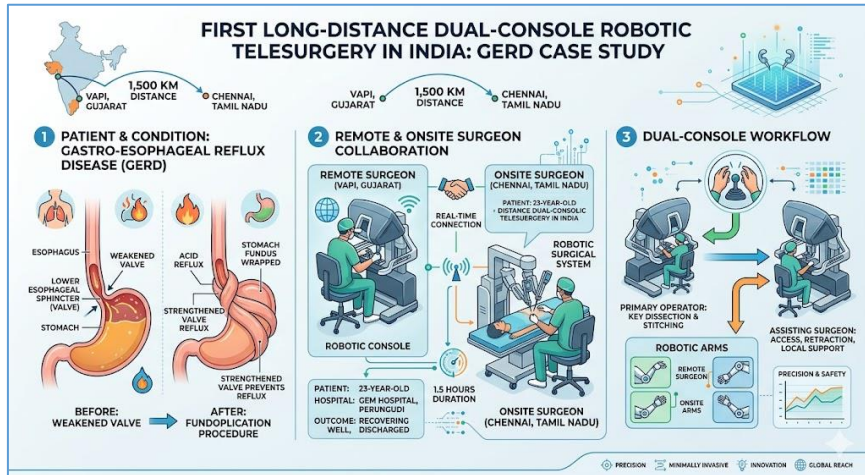 FIRST LONG-DISTANCE DUAL-CONSOLE ROBOTIC
TELESURGERY IN INDIA: GERD CASE STUDY
1,500 KM
DISTANCE
VAPI,
GUJARAT
CHENNAI,
TAMIL NADU
VAPI,
GUJARAT
1,500 KM
DISTANCE
CHENNAI,
TAMIL NADU
1 PATIENT & CONDITION:
GASTRO-ESOPHAGEAL REFLUX
DISEASE (GERD)
ESOPHAGUS
WEAKENED
VALVE
LOWER
ESOPHAGEAL
SPHINCTER
(VALVE)
STOMACH
BEFORE:
WEAKENED VALVE
ACID
REFLUX
STOMACH
FUNDUS
WRAPPED
STRENGTHENED
VALVE
REFLUX
STRENGTHENED
VALVE PREVENTS
REFLUX
AFTER:
FUNDOPLICATION
PROCEDURE
2 REMOTE & ONSITE SURGEON
COLLABORATION
REMOTE SURGEON
(VAPI, GUJARAT)
ROBOTIC CONSOLE
REAL-TIME
CONNECTION
ONSITE SURGEON
(CHENNAI, TAMIL NADU)
PATIENT: 23-YEAR-OLD
• DISTANCE DUAL-CONSOLIC
TELESUERGERY IN INDIA
ROBOTIC
SURGICAL
SYSTEM
PATIENT: 23-YEAR-OLD
HOSPITAL: GEM HOSPITAL,
PERUNGUDI
OUTCOME: RECOVERING
WELL, DISCHARGED
1.5 HOURS
DURATION
ONSITE SURGEON
(CHENNAI, TAMIL NADU)
3 DUAL-CONSOLE WORKFLOW
PRIMARY OPERATOR:
KEY DISSECTION &
STITCHING
ASSISTING SURGEON:
ACCESS, RETRACTION,
LOCAL SUPPORT
ROBOTIC ARMS
REMOTE
SURGEON
ONSITE
ARMS
PRECISION & SAFETY
PRECISION
MINIMALLY INVASIVE
INNOVATION
GLOBAL REACH